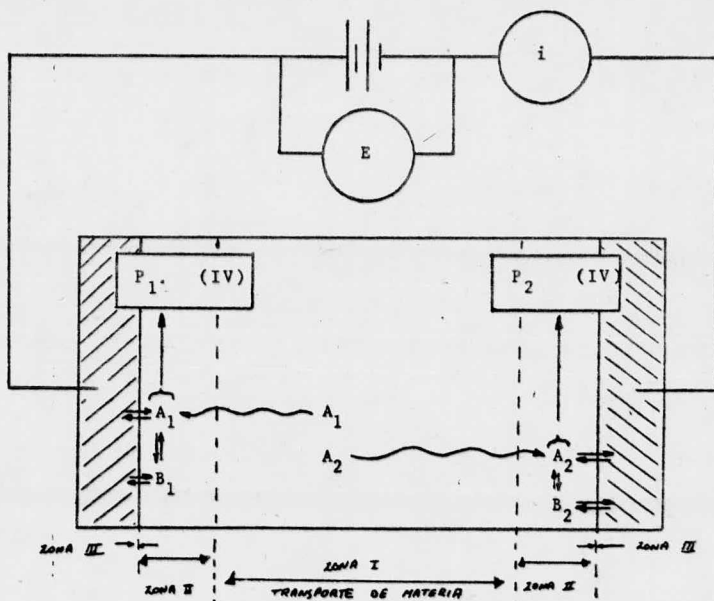 i
E
P₁. (IV)
P₂ (IV)
A₁ A₁
A₂ A₂
B₁
B₂
ZONA III
ZONA I
ZONA III
ZONA II
ZONA II
TRANSPORTE DE MATERIA